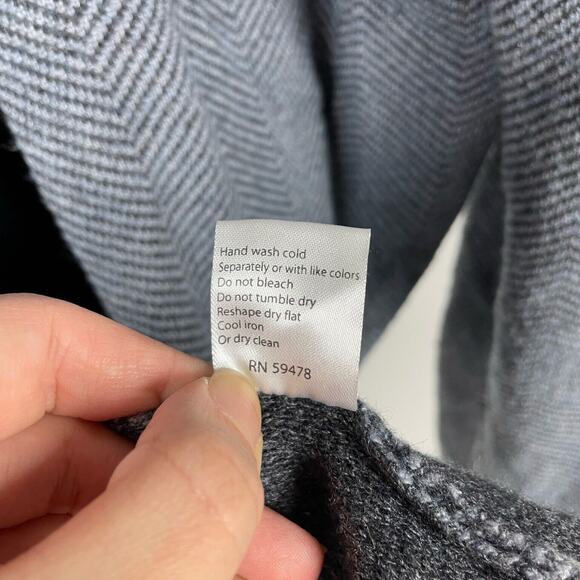 Hand wash cold
Separately or with like colors
Do not bleach
Do not tumble dry
Reshape dry flat
Cool iron
Or dry clean
RN 59478